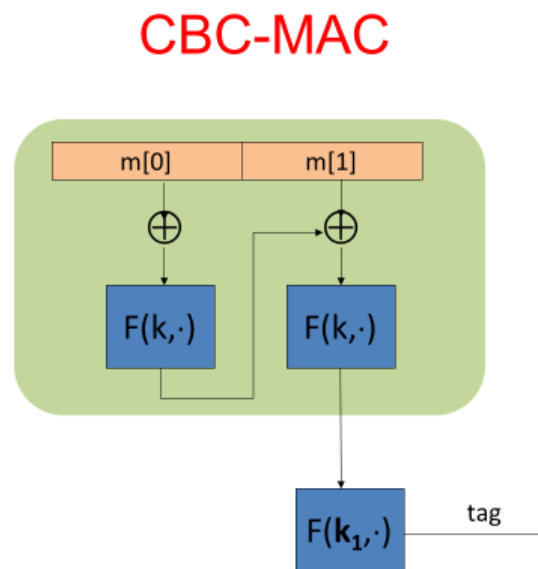 CBC-MAC
m[0] m[1]
F(k,·) F(k,·)
F(k₁,·)
tag